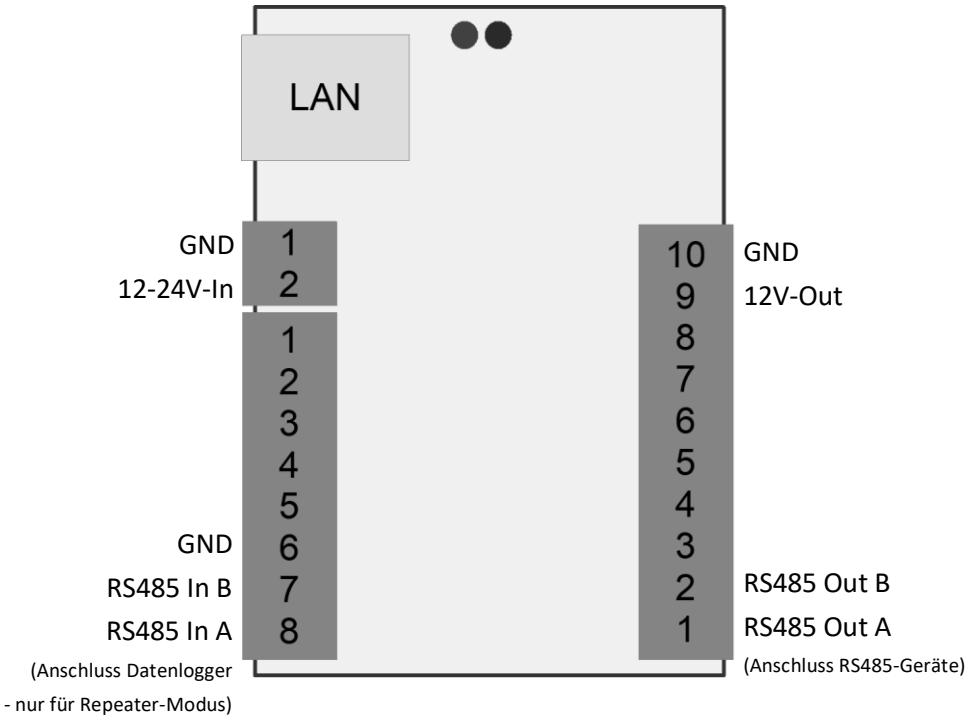 LAN
GND 1
12-24V-In 2
1
2
3
4
5
GND 6
RS485 In B 7
RS485 In A 8
(Anschluss Datenlogger
- nur für Repeater-Modus)
10 GND
9 12V-Out
8
7
6
5
4
3
2 RS485 Out B
1 RS485 Out A
(Anschluss RS485-Geräte)